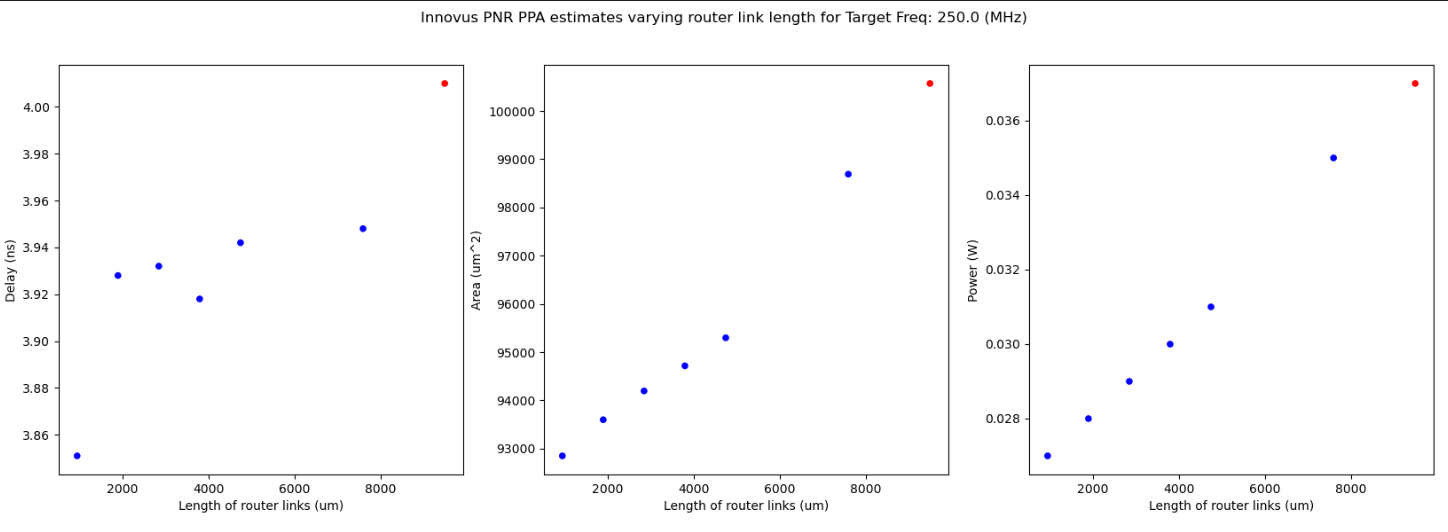 Innovus PNR PPA estimates varying router link length for Target Freq: 250.0 (MHz)
Delay (ns)
4.00
3.98
3.96
3.94
3.92
3.90
3.88
3.86
2000 4000 6000 8000
Length of router links (um)
Area (um^2)
100000
99000
98000
97000
96000
95000
94000
93000
2000 4000 6000 8000
Length of router links (um)
Power (W)
0.036
0.034
0.032
0.030
0.028
2000 4000 6000 8000
Length of router links (um)